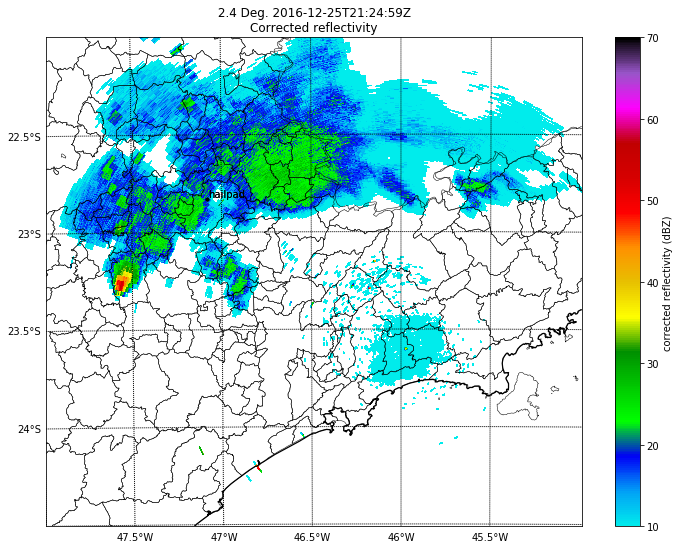 2.4 Deg. 2016-12-25T21:24:59Z
Corrected reflectivity
70
60
50
40
30
20
10
corrected reflectivity (dBZ)
22.5°S
23°S
23.5°S
24°S
hailpad
47.5°W
47°W
46.5°W
46°W
45.5°W